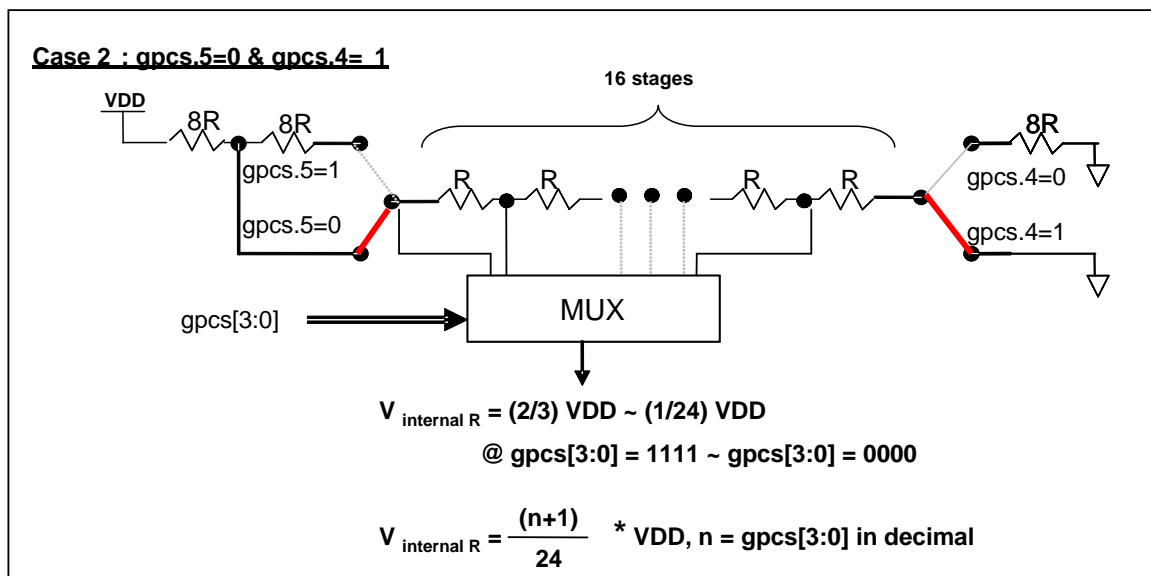 Case 2 : gpcs.5=0 & gpcs.4= 1
16 stages
VDD
8R 8R 8R
gpcs.5=1 R R R R gpcs.4=0
gpcs.5=0 gpcs.4=1
gpcs[3:0] MUX
V internal R = (2/3) VDD ~ (1/24) VDD
@ gpcs[3:0] = 1111 ~ gpcs[3:0] = 0000
V internal R = (n+1)
24 * VDD, n = gpcs[3:0] in decimal